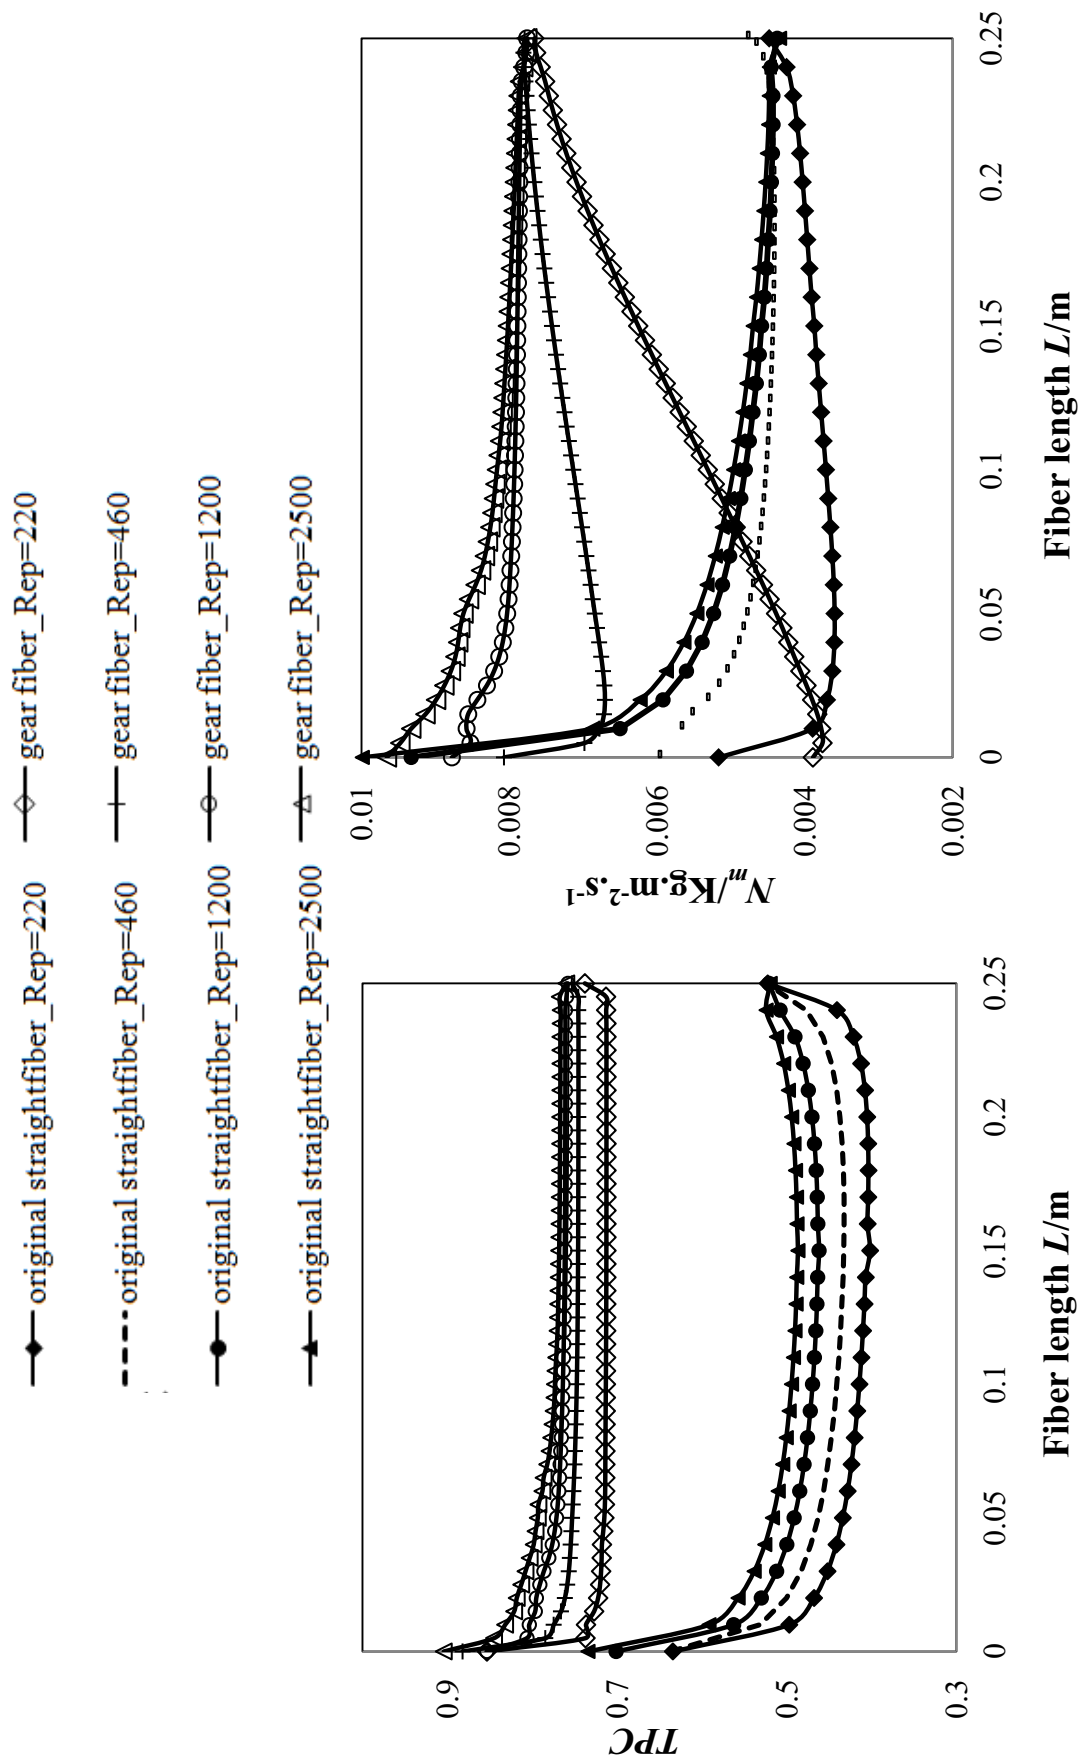 original straightfiber_Rep=220
gear fiber_Rep=220
original straightfiber_Rep=460
gear fiber_Rep=460
original straightfiber_Rep=1200
gear fiber_Rep=1200
original straightfiber_Rep=2500
gear fiber_Rep=2500
TPC
0.9
0.7
0.5
0.3
0
0.05
0.1
0.15
0.2
0.25
Fiber length L/m
Nm/Kg.m-2.s-1
0.01
0.008
0.006
0.004
0.002
0
0.05
0.1
0.15
0.2
0.25
Fiber length L/m